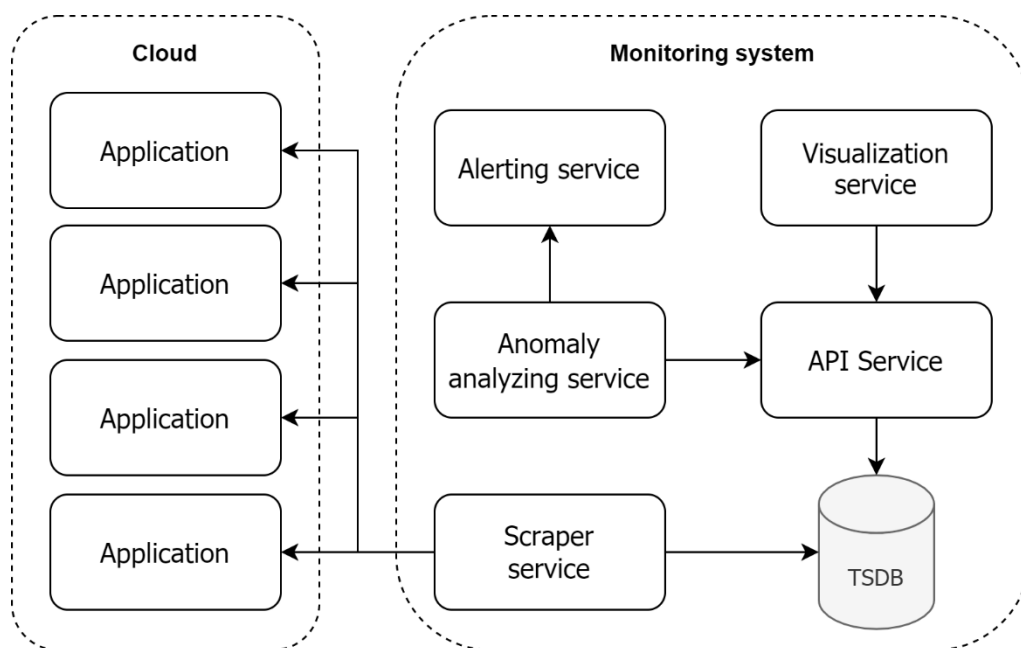 Cloud
Application
Application
Application
Application
Monitoring system
Alerting service
Visualization
service
Anomaly
analyzing service
API Service
Scraper
service
TSDB